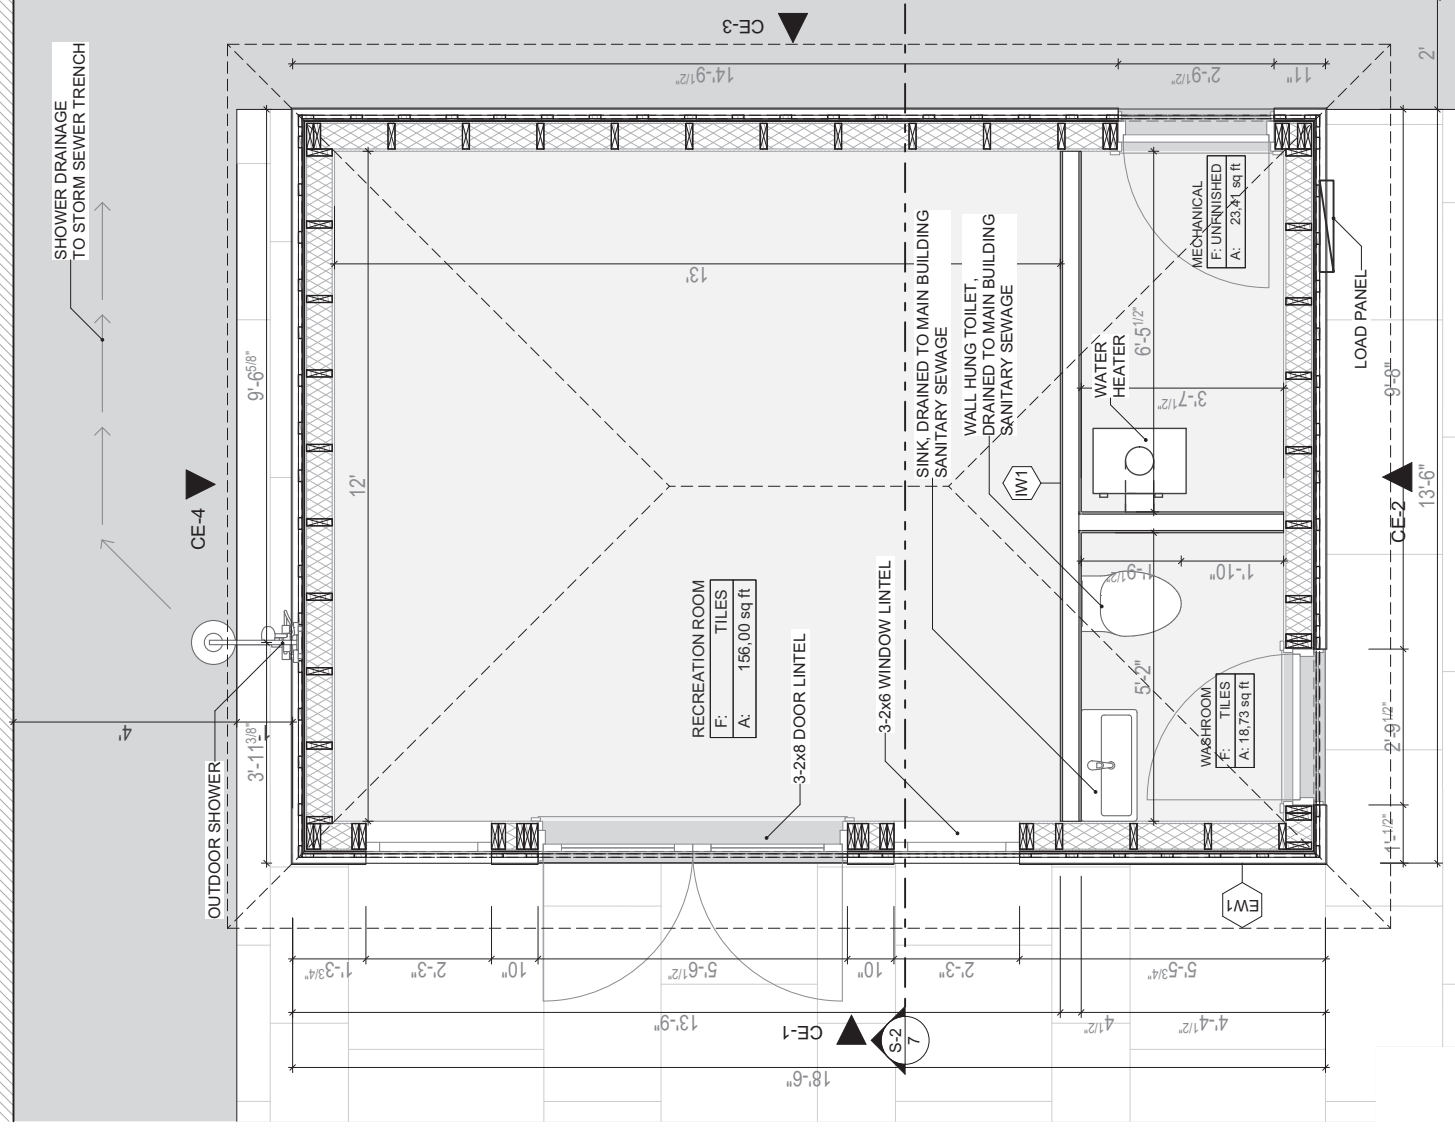 CE-3
14'-9 1/2"
2'-9 1/2"
11"
2'
SHOWER DRAINAGE
TO STORM SEWER TRENCH
9'-6 5/8"
12'
13'
CE-4
4'
3'-11 3/8"
1'
OUTDOOR SHOWER
RECREATION ROOM
F: TILES
A: 156,00 sq ft
3-2x8 DOOR LINTEL
3-2x6 WINDOW LINTEL
SINK, DRAINED TO MAIN BUILDING
SANITARY SEWAGE
WALL HUNG TOILET,
DRAINED TO MAIN BUILDING
SANITARY SEWAGE
IW1
WATER
HEATER
6'-5 1/2"
3'-7 1/2"
MECHANICAL
F: UNFINISHED
A: 23,41 sq ft
LOAD PANEL
9'-8"
CE-2
13'-6"
1'-9 1/2"
1'-10"
5'-2"
WASHROOM
F: TILES
A: 18,73 sq ft
2'-9 1/2"
1'-1/2"
EW1
1'-3 3/4"
2'-3"
10"
5'-6 1/2"
10"
2'-3"
5'-5 3/4"
13'-9"
4 1/2"
4'-4 1/2"
CE-1
S-2
7
18'-6"